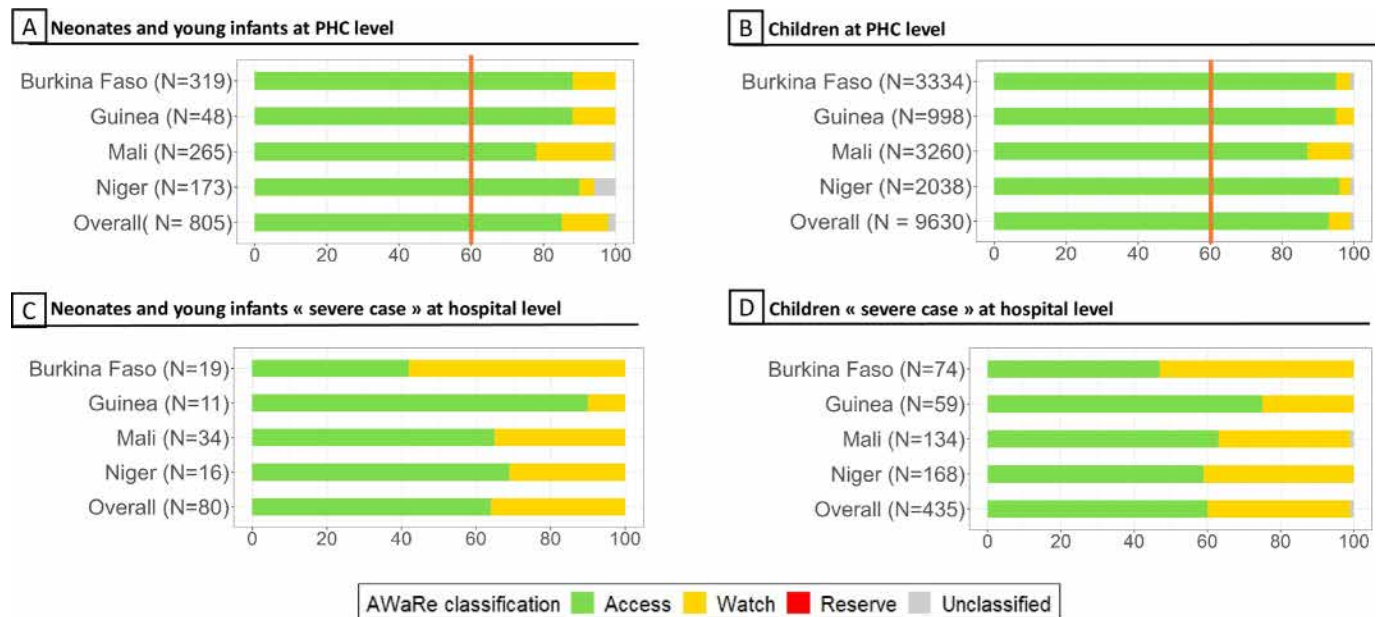 A Neonates and young infants at PHC level
Burkina Faso (N=319)
Guinea (N=48)
Mali (N=265)
Niger (N=173)
Overall( N= 805)
0 20 40 60 80 100
B Children at PHC level
Burkina Faso (N=3334)
Guinea (N=998)
Mali (N=3260)
Niger (N=2038)
Overall (N = 9630)
0 20 40 60 80 100
C Neonates and young infants « severe case » at hospital level
Burkina Faso (N=19)
Guinea (N=11)
Mali (N=34)
Niger (N=16)
Overall (N=80)
0 20 40 60 80 100
D Children « severe case » at hospital level
Burkina Faso (N=74)
Guinea (N=59)
Mali (N=134)
Niger (N=168)
Overall (N=435)
0 20 40 60 80 100
AWaRe classification Access Watch Reserve Unclassified